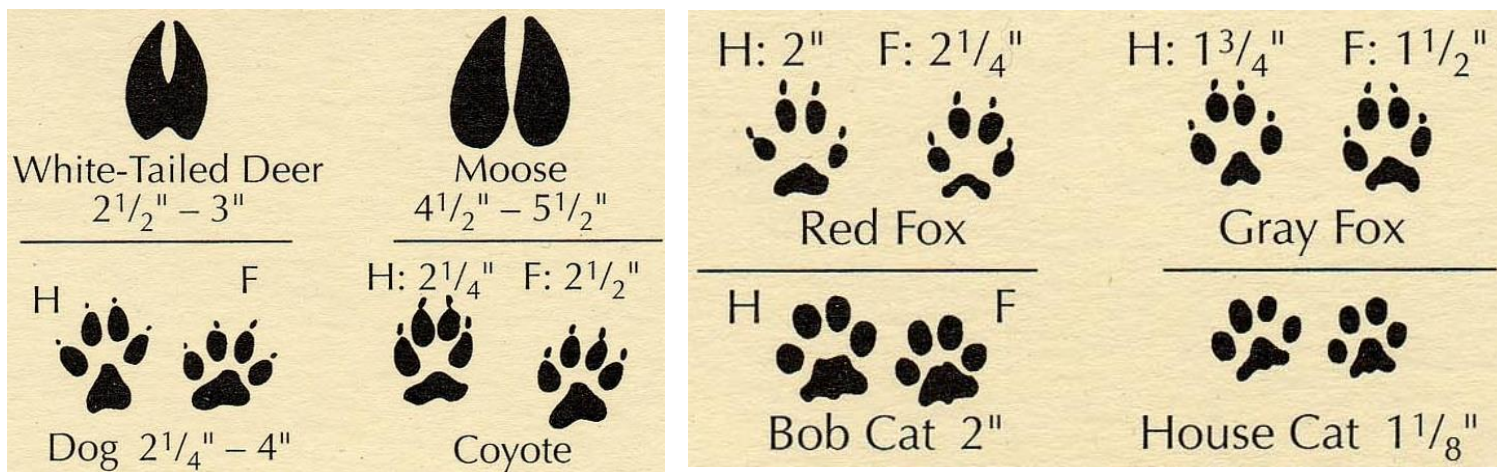 White-Tailed Deer
2 1/2" – 3"
Moose
4 1/2" – 5 1/2"
H F
Dog 2 1/4" – 4"
H: 2 1/4" F: 2 1/2"
Coyote
H: 2" F: 2 1/4"
Red Fox
H: 1 3/4" F: 1 1/2"
Gray Fox
H F
Bob Cat 2"
House Cat 1 1/8"